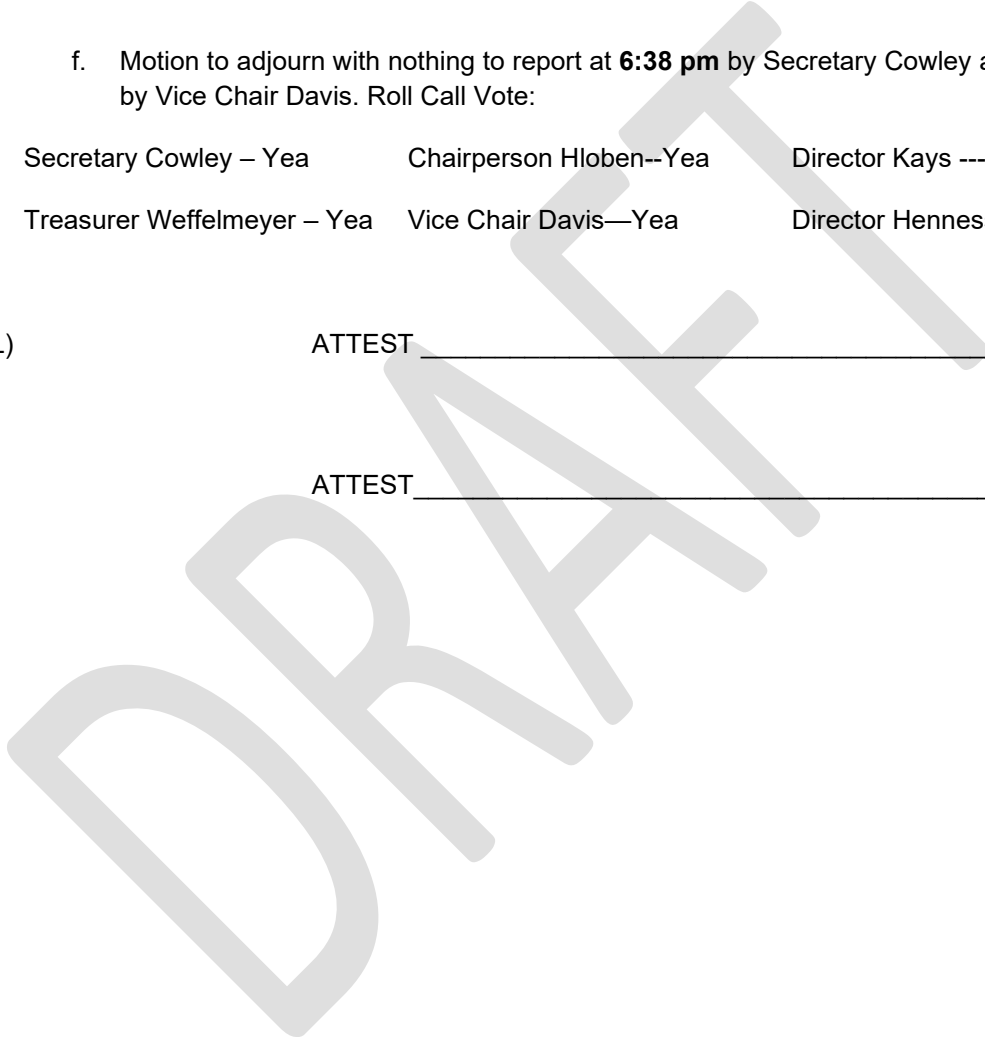 f. Motion to adjourn with nothing to report at 6:38 pm by Secretary Cowley
by Vice Chair Davis. Roll Call Vote:
Secretary Cowley – Yea Chairperson Hloben--Yea Director Kays ---
Treasurer Weffelmeyer – Yea Vice Chair Davis—Yea Director
ATTEST ______________________________________
ATTEST______________________________________
DRAFT